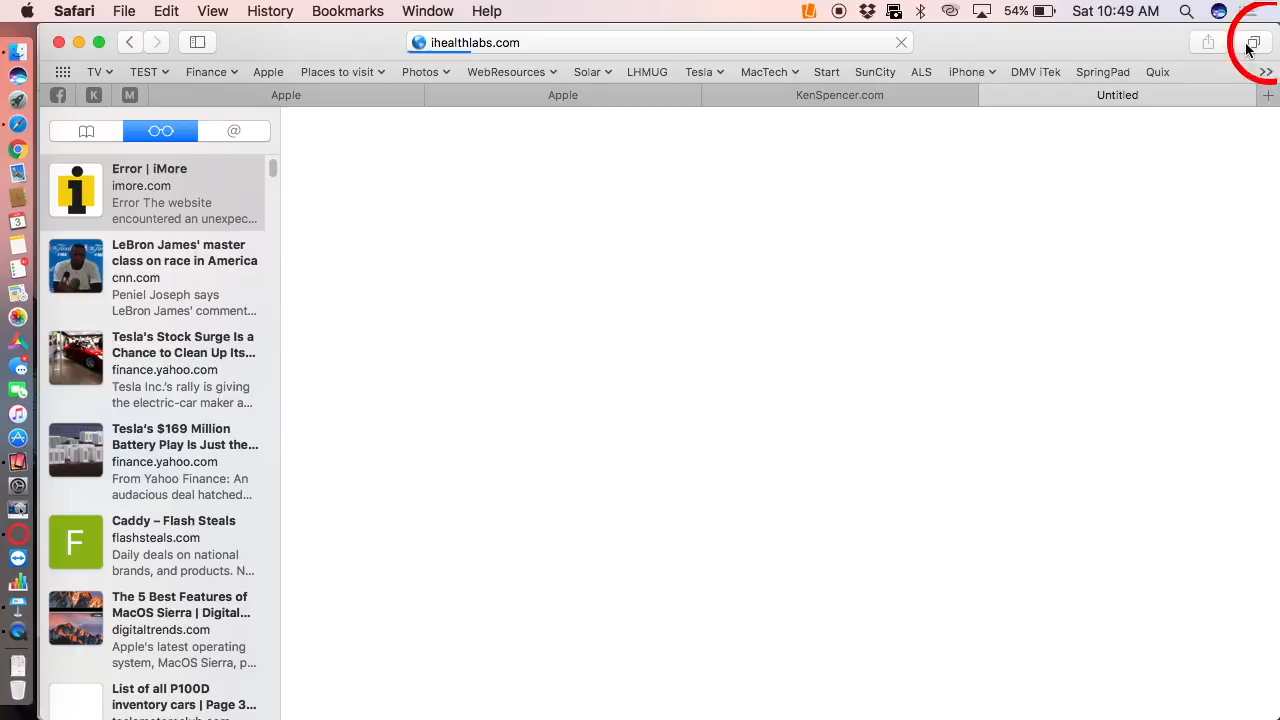 Safari File Edit View History Bookmarks Window Help 54% Sat 10:49 AM
ihealthlabs.com
TV TEST Finance Apple Places to visit Photos WebResources Solar LHMUG Tesla MacTech Start SunCity ALS iPhone DMV iTek SpringPad Quix
K M Apple Apple KenSpencer.com Untitled
Error | iMore
imore.com
Error The website
encountered an unexpec...
LeBron James' master
class on race in America
cnn.com
Peniel Joseph says
LeBron James' comment...
Tesla's Stock Surge Is a
Chance to Clean Up Its...
finance.yahoo.com
Tesla Inc.'s rally is giving
the electric-car maker a...
Tesla's $169 Million
Battery Play Is Just the...
finance.yahoo.com
From Yahoo Finance: An
audacious deal hatched...
F
Caddy – Flash Steals
flashsteals.com
Daily deals on national
brands, and products. N...
The 5 Best Features of
MacOS Sierra | Digital...
digitaltrends.com
Apple's latest operating
system, MacOS Sierra, p...
List of all P100D
inventory cars | Page 3...